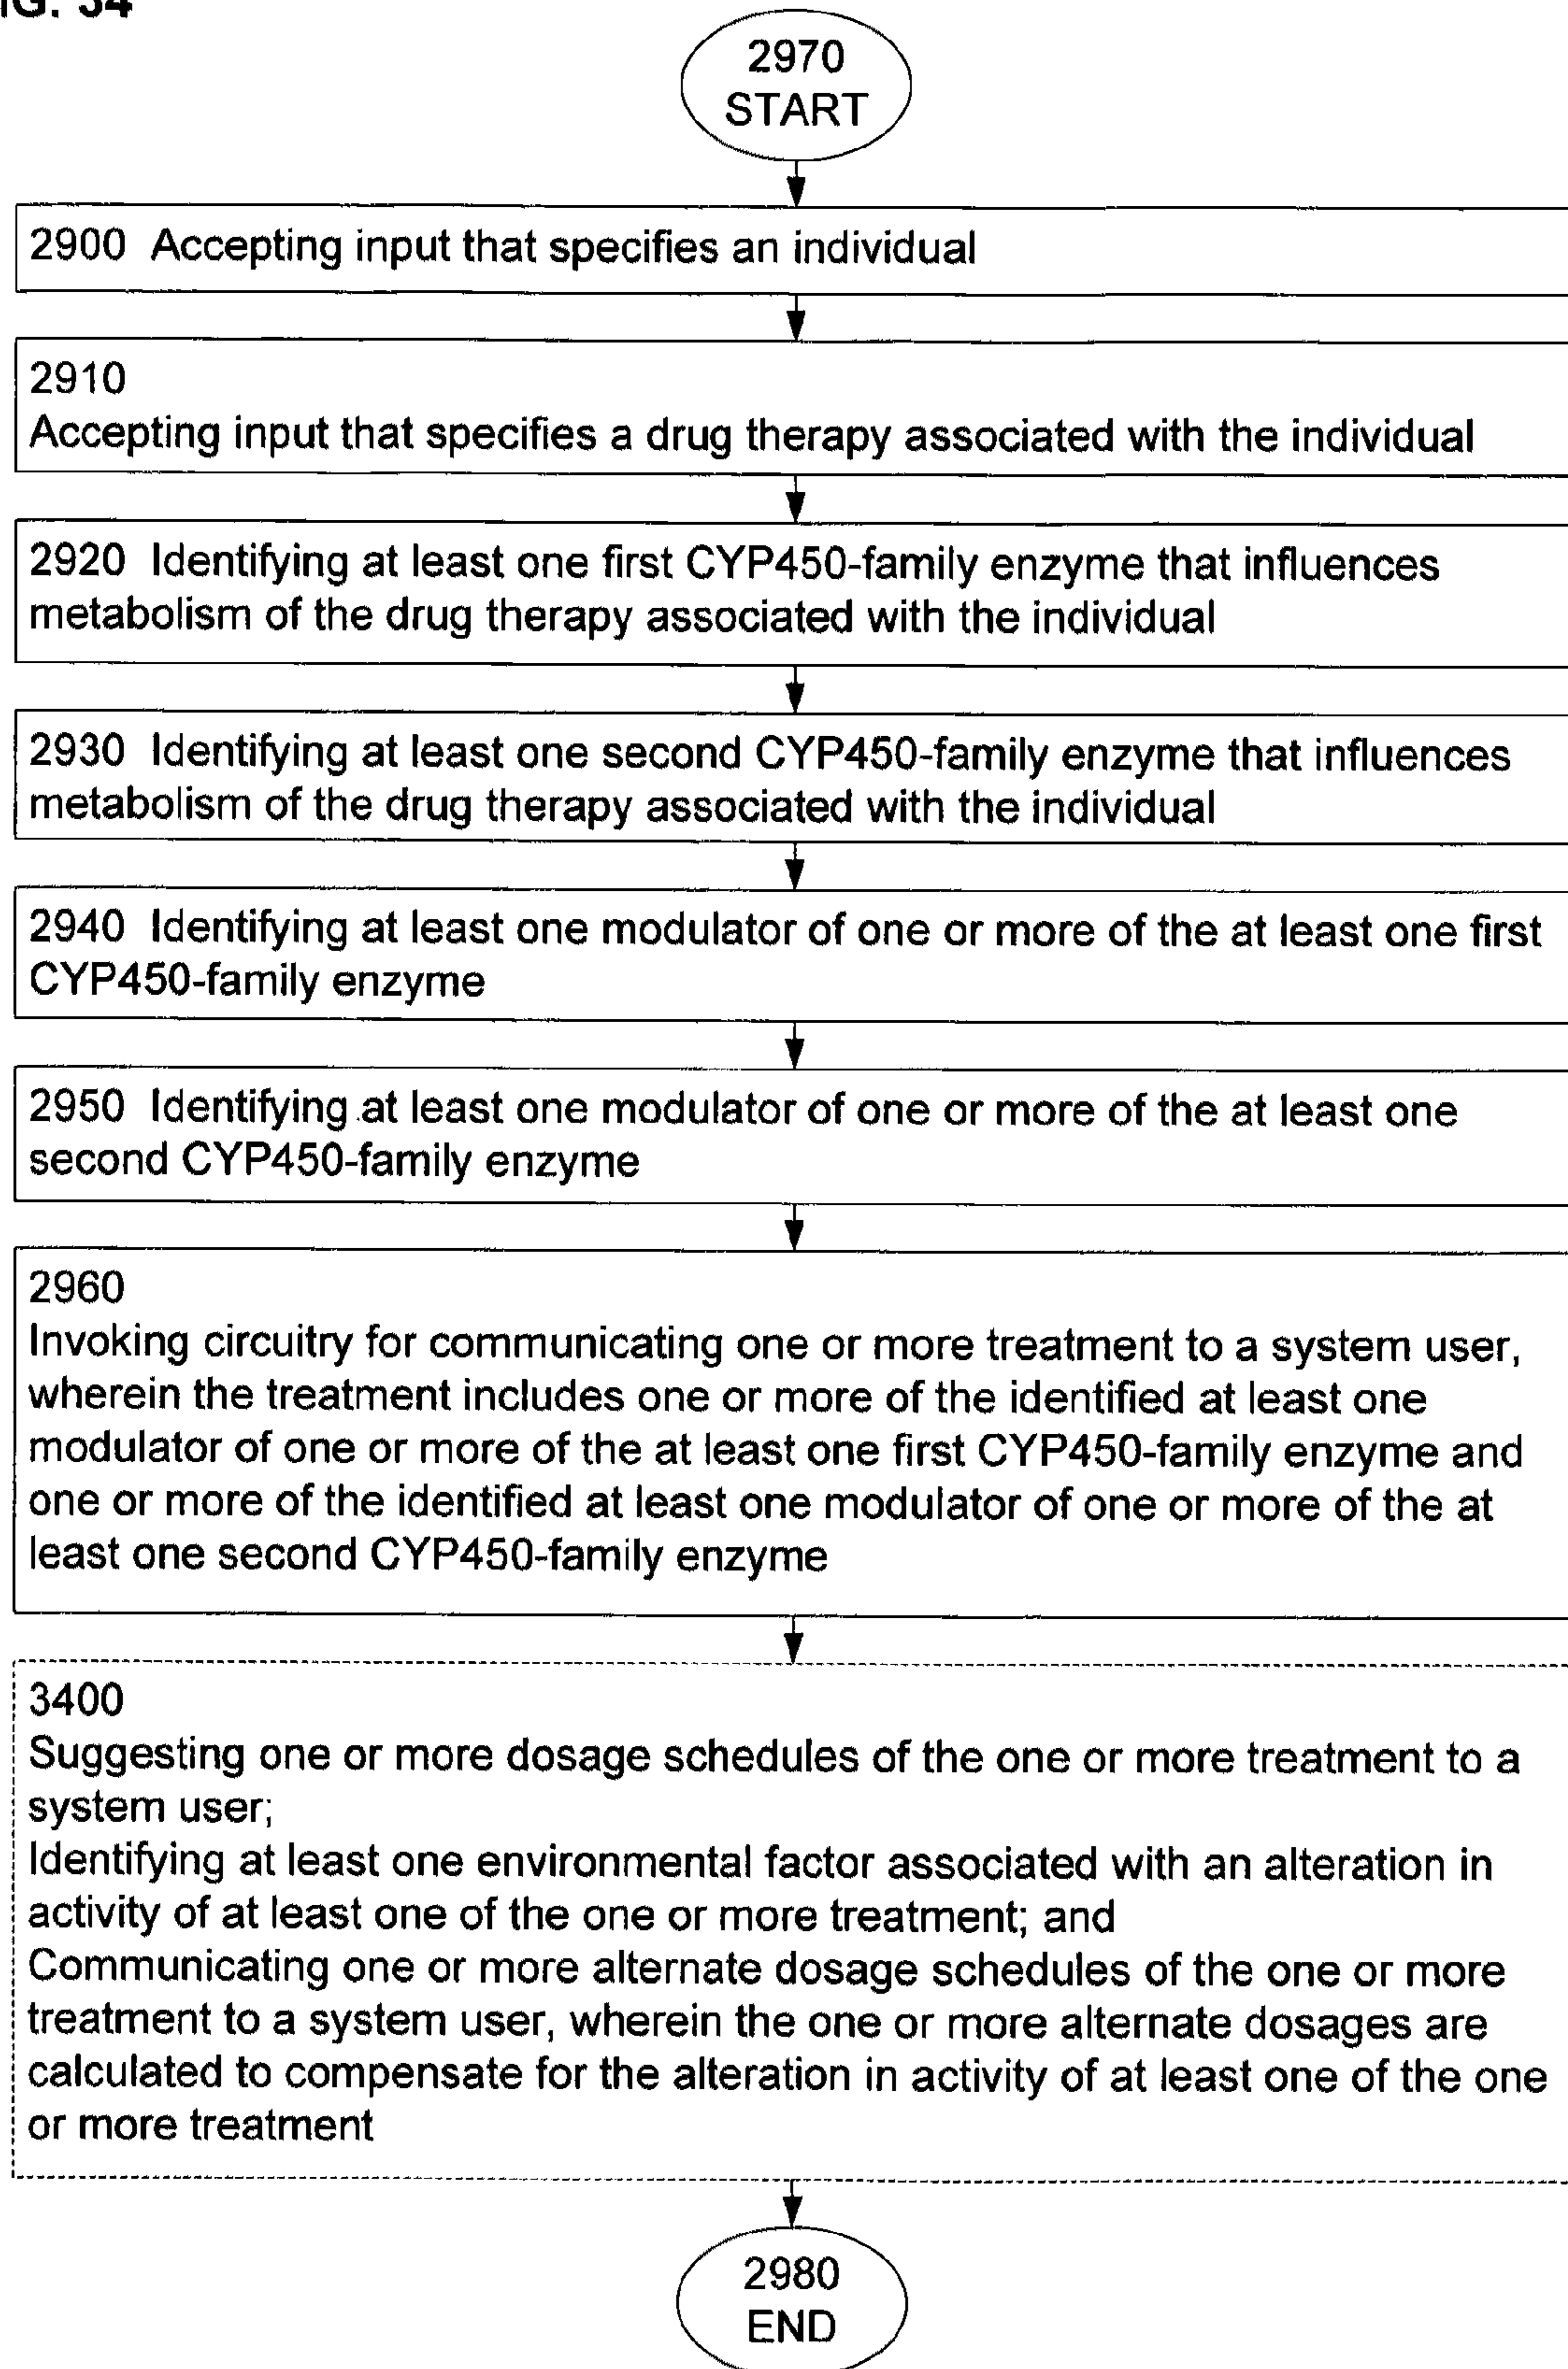 FIG. 34
2970
START
2900 Accepting input that specifies an individual
2910
Accepting input that specifies a drug therapy associated with the individual
2920 Identifying at least one first CYP450-family enzyme that influences
metabolism of the drug therapy associated with the individual
2930 Identifying at least one second CYP450-family enzyme that influences
metabolism of the drug therapy associated with the individual
2940 Identifying at least one modulator of one or more of the at least one first
CYP450-family enzyme
2950 Identifying at least one modulator of one or more of the at least one
second CYP450-family enzyme
2960
Invoking circuitry for communicating one or more treatment to a system user,
wherein the treatment includes one or more of the identified at least one
modulator of one or more of the at least one first CYP450-family enzyme and
one or more of the identified at least one modulator of one or more of the at
least one second CYP450-family enzyme
3400
Suggesting one or more dosage schedules of the one or more treatment to a
system user;
Identifying at least one environmental factor associated with an alteration in
activity of at least one of the one or more treatment; and
Communicating one or more alternate dosage schedules of the one or more
treatment to a system user, wherein the one or more alternate dosages are
calculated to compensate for the alteration in activity of at least one of the one
or more treatment
2980
END